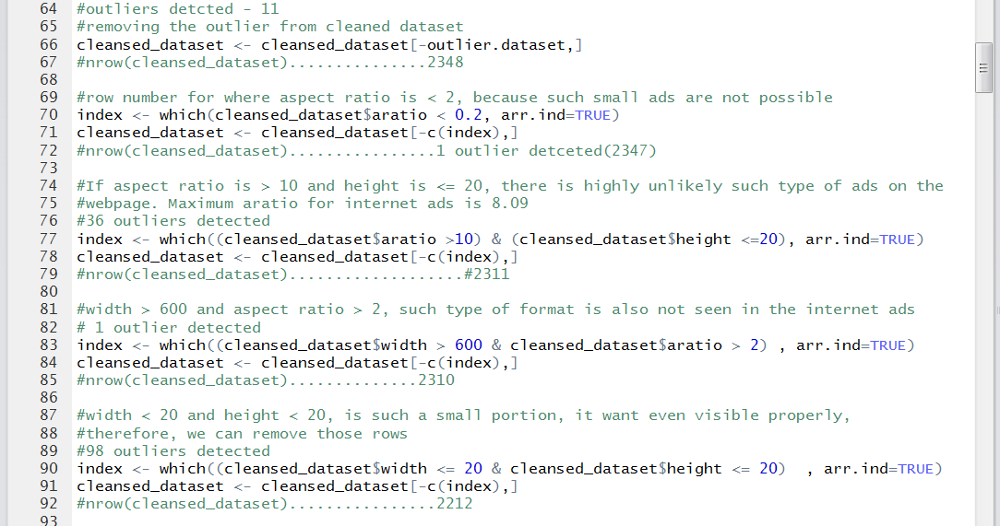 64 #outliers detcted - 11
65 #removing the outlier from cleaned dataset
66 cleansed_dataset <- cleansed_dataset[-outlier.dataset,]
67 #nrow(cleansed_dataset)...............2348
68
69 #row number for where aspect ratio is < 2, because such small ads are not possible
70 index <- which(cleansed_dataset$aratio < 0.2, arr.ind=TRUE)
71 cleansed_dataset <- cleansed_dataset[-c(index),]
72 #nrow(cleansed_dataset)................1 outlier detceted(2347)
73
74 #If aspect ratio is > 10 and height is <= 20, there is highly unlikely such type of ads on the
75 #webpage. Maximum aratio for internet ads is 8.09
76 #36 outliers detected
77 index <- which((cleansed_dataset$aratio >10) & (cleansed_dataset$height <=20), arr.ind=TRUE)
78 cleansed_dataset <- cleansed_dataset[-c(index),]
79 #nrow(cleansed_dataset)...................#2311
80
81 #width > 600 and aspect ratio > 2, such type of format is also not seen in the internet ads
82 # 1 outlier detected
83 index <- which((cleansed_dataset$width > 600 & cleansed_dataset$aratio > 2) , arr.ind=TRUE)
84 cleansed_dataset <- cleansed_dataset[-c(index),]
85 #nrow(cleansed_dataset)..............2310
86
87 #width < 20 and height < 20, is such a small portion, it want even visible properly,
88 #therefore, we can remove those rows
89 #98 outliers detected
90 index <- which((cleansed_dataset$width <= 20 & cleansed_dataset$height <= 20)  , arr.ind=TRUE)
91 cleansed_dataset <- cleansed_dataset[-c(index),]
92 #nrow(cleansed_dataset)................2212
93